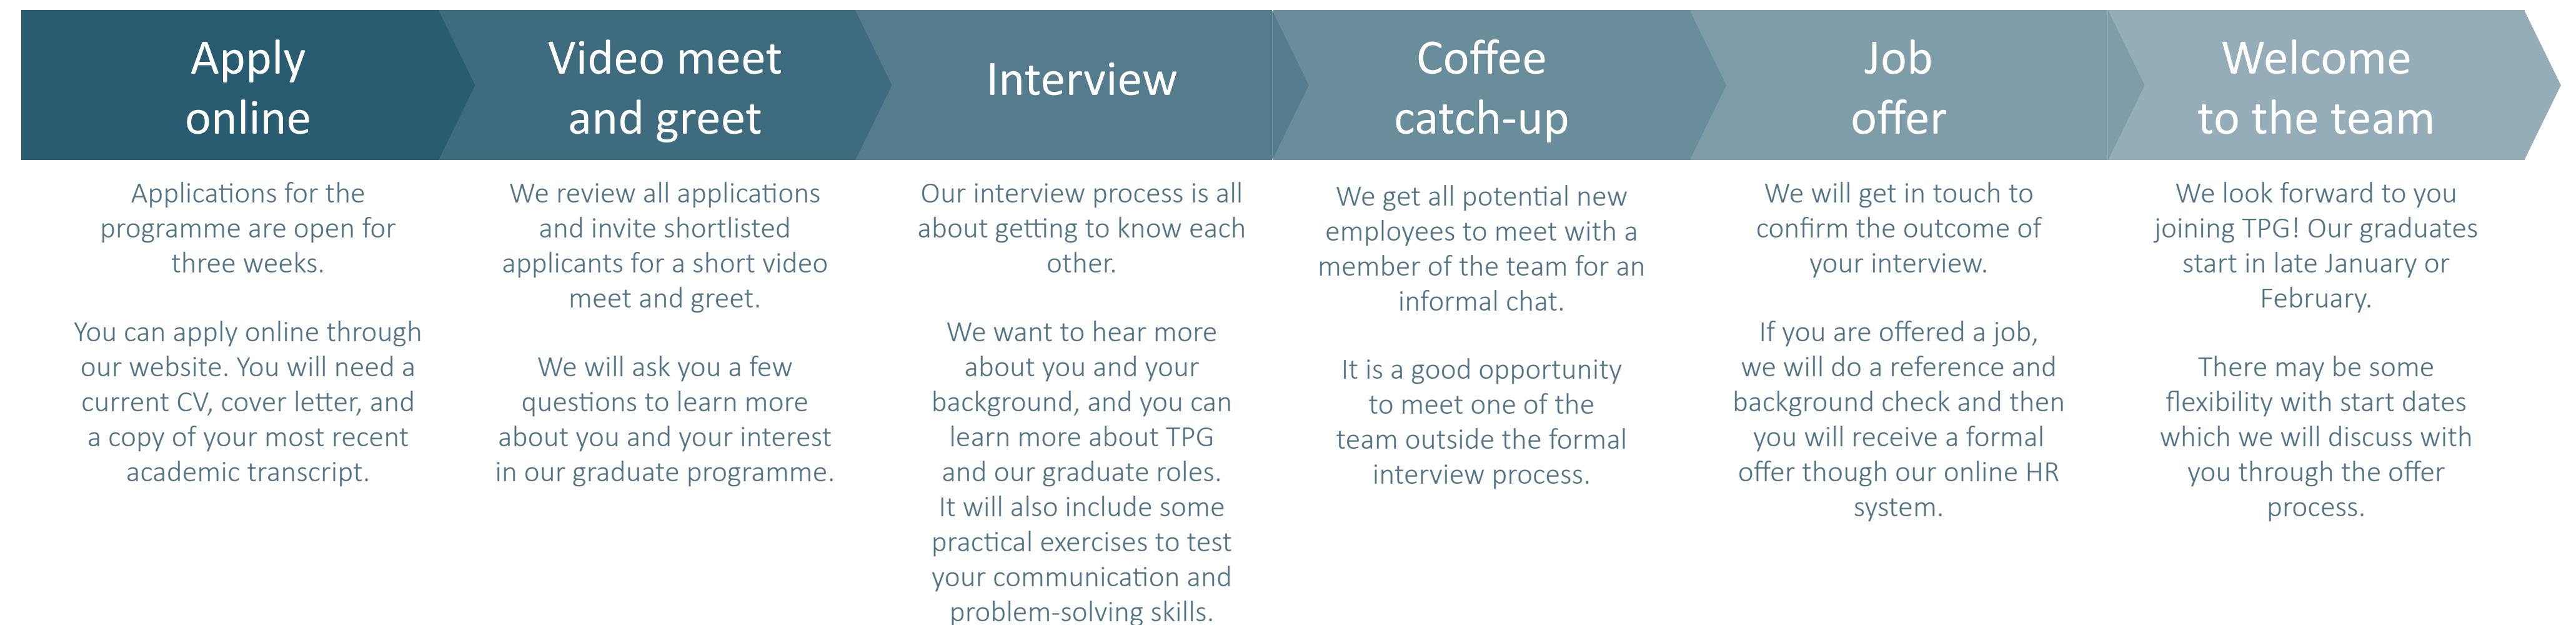 Apply
online
Applications for the
programme are open for
three weeks.
You can apply online through
our website. You will need a
current CV, cover letter, and
a copy of your most recent
academic transcript.
Video meet
and greet
We review all applications
and invite shortlisted
applicants for a short video
meet and greet.
We will ask you a few
questions to learn more
about you and your interest
in our graduate programme.
Interview
Our interview process is all
about getting to know each
other.
We want to hear more
about you and your
background, and you can
learn more about TPG
and our graduate roles.
It will also include some
practical exercises to test
your communication and
problem-solving skills.
Coffee
catch-up
We get all potential new
employees to meet with a
member of the team for an
informal chat.
It is a good opportunity
to meet one of the
team outside the formal
interview process.
Job
offer
We will get in touch to
confirm the outcome of
your interview.
If you are offered a job,
we will do a reference and
background check and then
you will receive a formal
offer though our online HR
system.
Welcome
to the team
We look forward to you
joining TPG! Our graduates
start in late January or
February.
There may be some
flexibility with start dates
which we will discuss with
you through the offer
process.